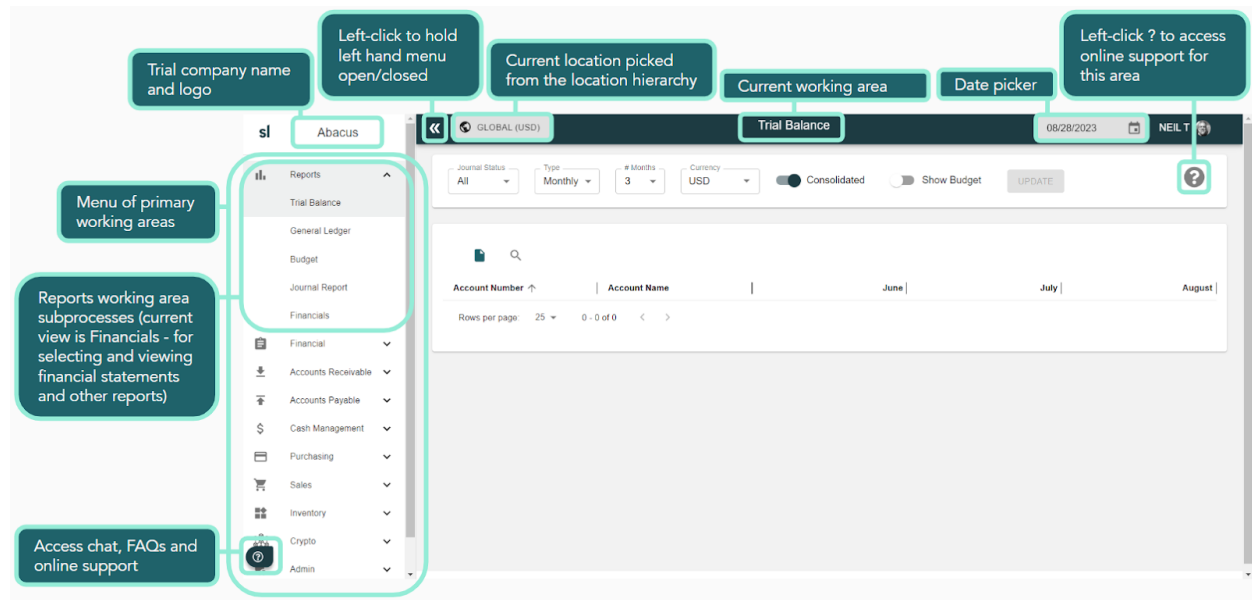 Left-click to hold
left hand menu
open/closed
Left-click ? to access
online support for
this area
Trial company name
and logo
Current location picked
from the location hierarchy
Current working area
Date picker
sl
Abacus
GLOBAL (USD)
Trial Balance
08/28/2023
NEIL T
Menu of primary
working areas
Reports working area
subprocesses (current
view is Financials - for
selecting and viewing
financial statements
and other reports)
Access chat, FAQs and
online support
Reports
Trial Balance
General Ledger
Budget
Journal Report
Financials
Financial
Accounts Receivable
Accounts Payable
Cash Management
Purchasing
Sales
Inventory
Crypto
Admin
Journal Status
Type
# Months
Currency
All
Monthly
3
USD
Consolidated
Show Budget
UPDATE
?
Account Number
Account Name
June
July
August
Rows per page: 25 0 - 0 of 0